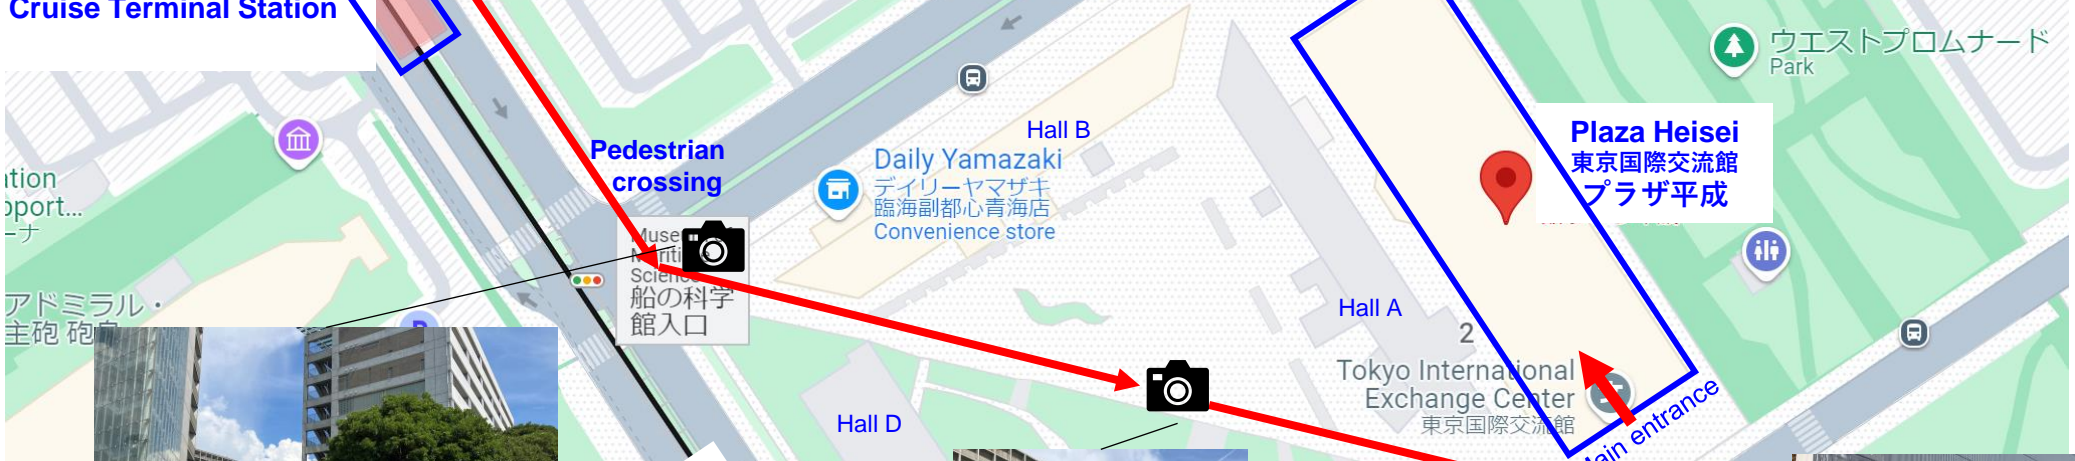 Cruise Terminal Station
ウエストプロムナード
Park
Pedestrian
crossing
Hall B
Daily Yamazaki
デイリーヤマザキ
臨海副都心青海店
Convenience store
Plaza Heisei
東京国際交流館
プラザ平成
船の科学
館入口
アドミラル・
主砲
Hall A
2
Tokyo International
Exchange Center
東京国際交流館
Main entrance
Hall D